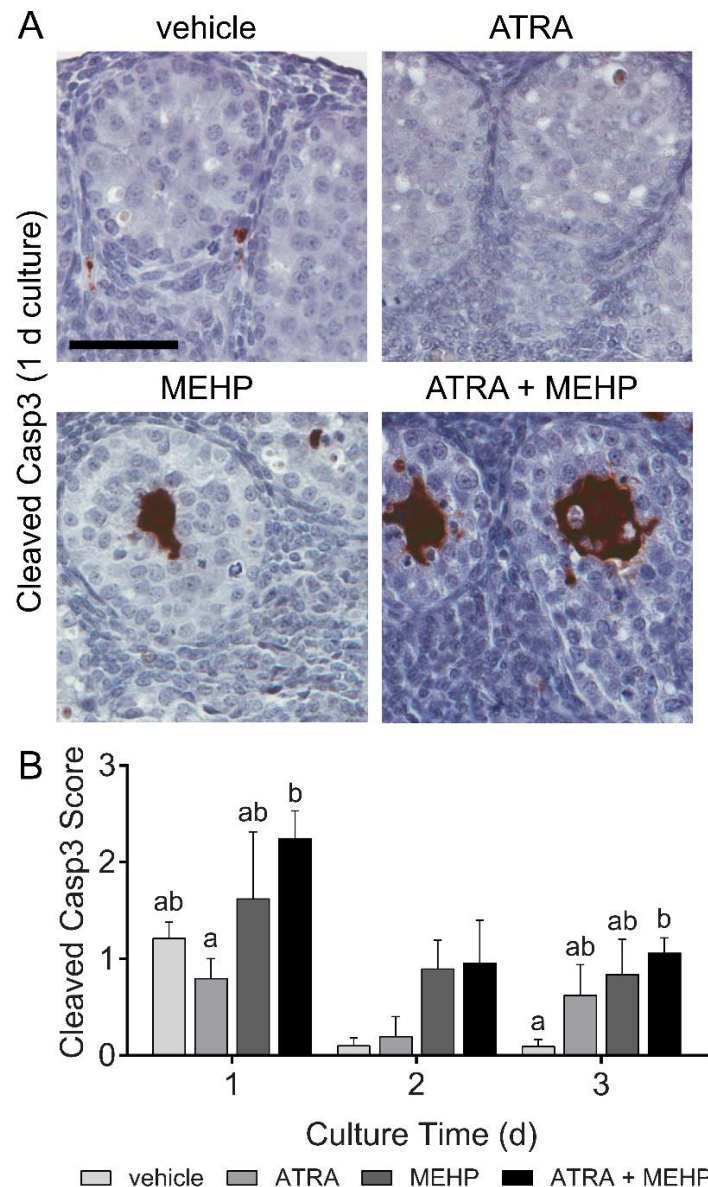 A
vehicle
ATRA
Cleaved Casp3 (1 d culture)
MEHP
ATRA + MEHP
B
Cleaved Casp3 Score
3
2
1
0
ab
a
ab
b
a
ab
ab
b
1
2
3
Culture Time (d)
vehicle ATRA MEHP ATRA + MEHP